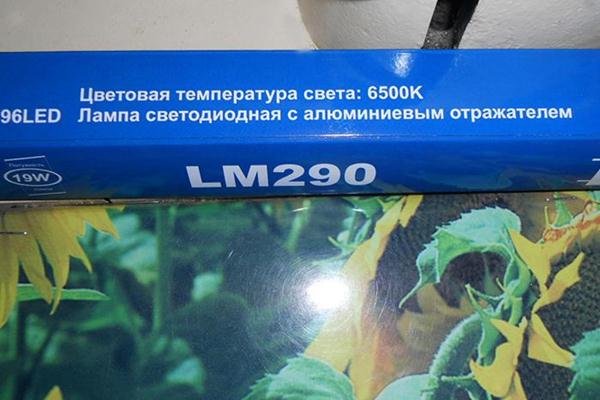 Цветовая температура света: 6500K
96LED Лампа светодиодная с алюминиевым отражателем
19W
LM290